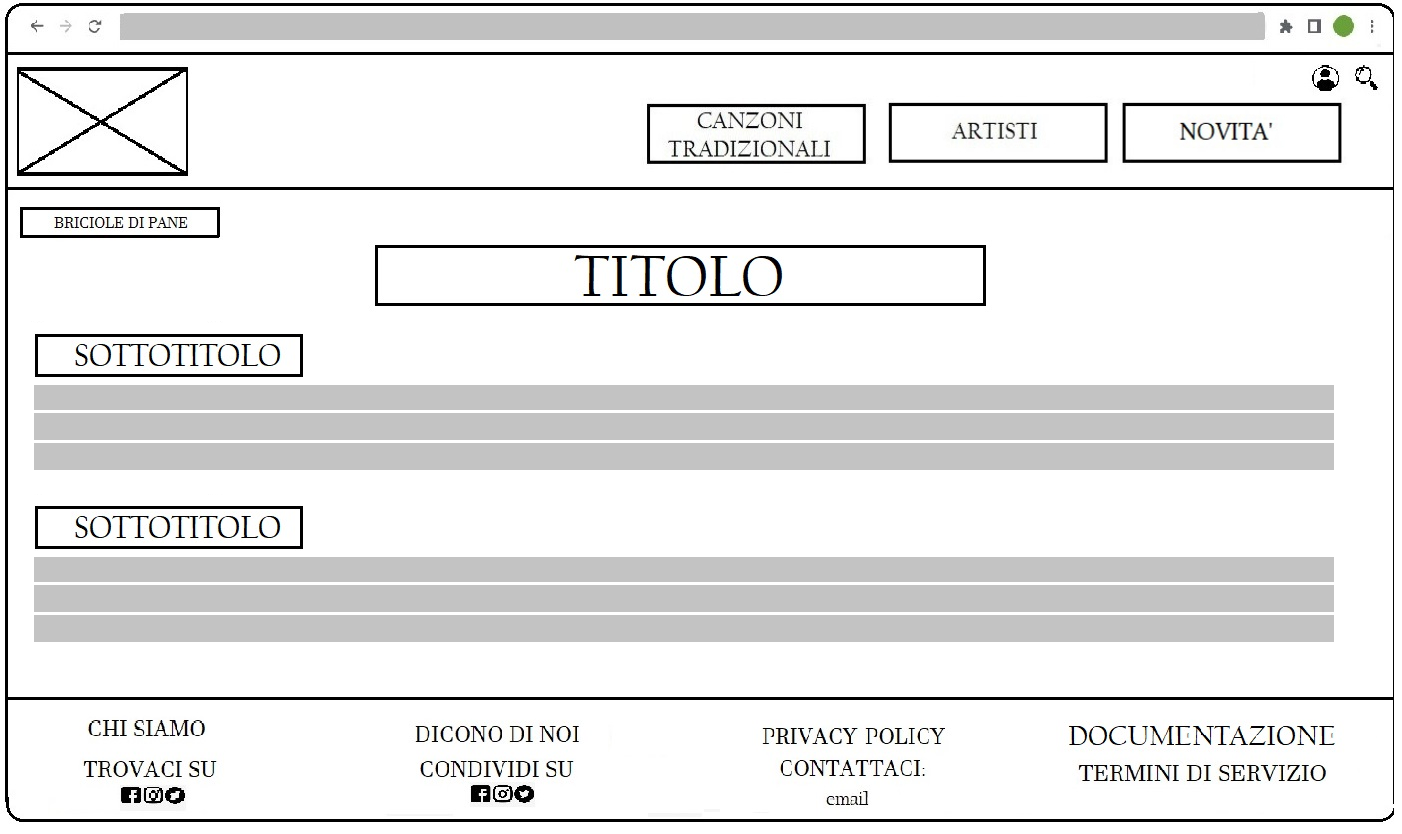 CANZONI
TRADIZIONALI
ARTISTI
NOVITA'
BRICIOLE DI PANE
TITOLO
SOTTOTITOLO
SOTTOTITOLO
CHI SIAMO
TROVACI SU
DICONO DI NOI
CONDIVIDI SU
PRIVACY POLICY
CONTATTACI:
email
DOCUMENTAZIONE
TERMINI DI SERVIZIO